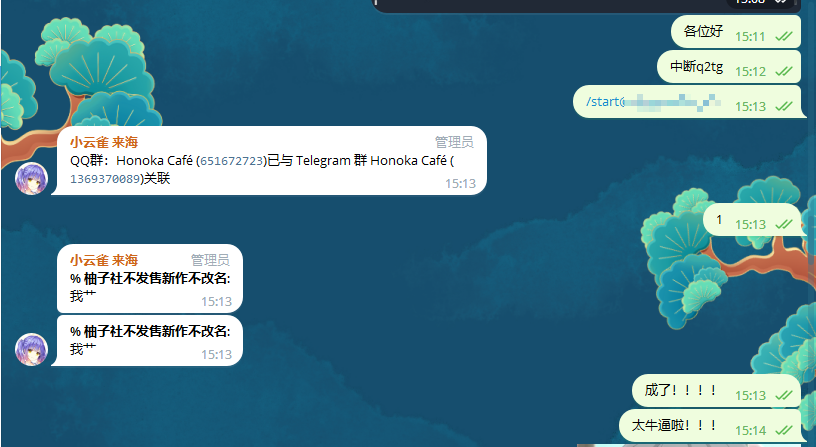 15:08
各位好 15:11
中断q2tg 15:12
/start 15:13
小云雀 来海 管理员
QQ群：Honoka Café (651672723)已与 Telegram 群 Honoka Café (
1369370089)关联
15:13
1 15:13
小云雀 来海 管理员
% 柚子社不发售新作不改名:
我艹
15:13
% 柚子社不发售新作不改名:
我艹
15:13
成了！！！！ 15:13
太牛逼啦！！！ 15:14